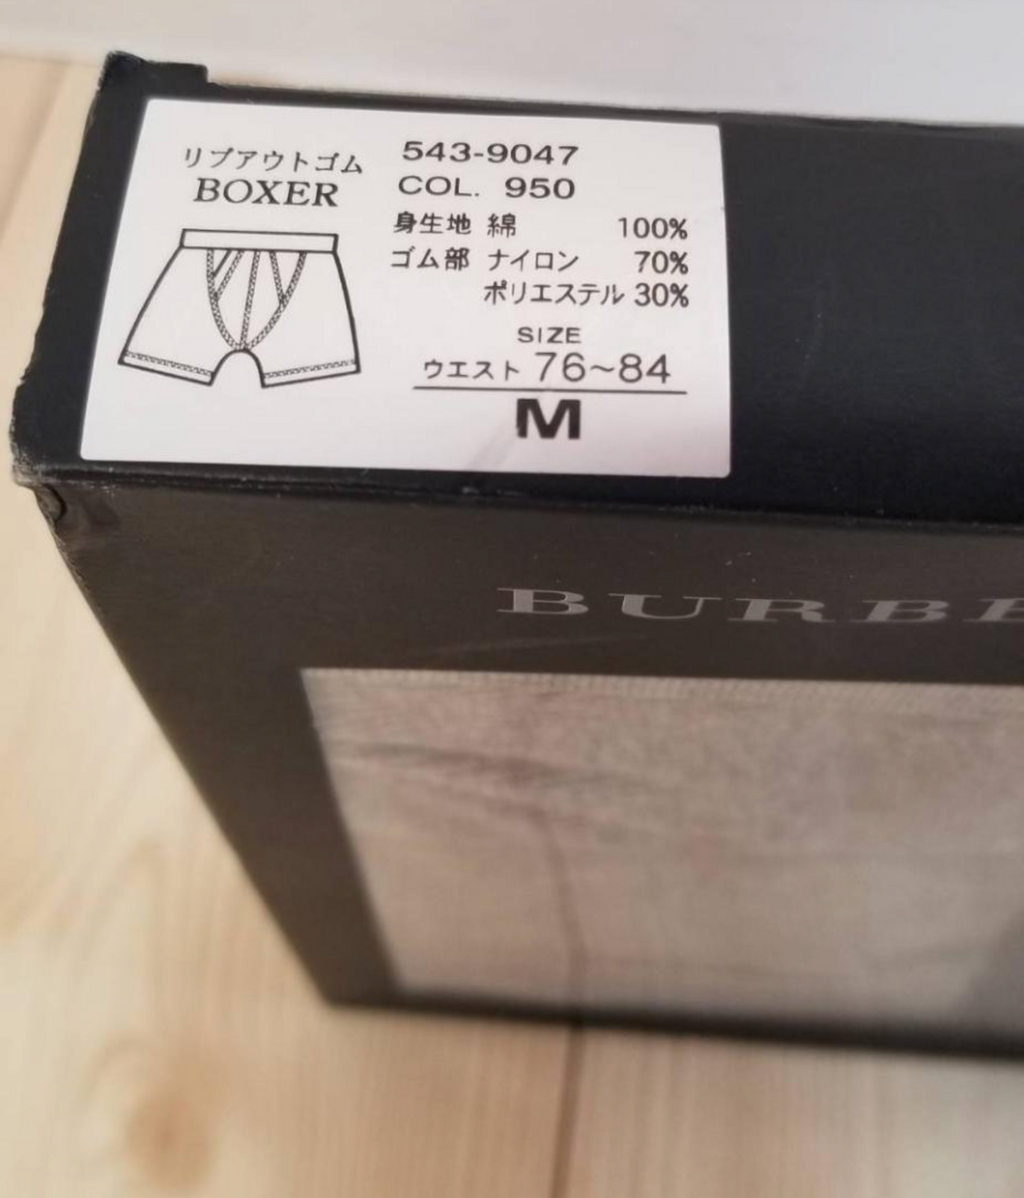 リブアウトゴム
BOXER
543-9047
COL. 950
身生地 綿 100%
ゴム部 ナイロン 70%
ポリエステル 30%
SIZE
ウエスト 76~84
M
BURBE